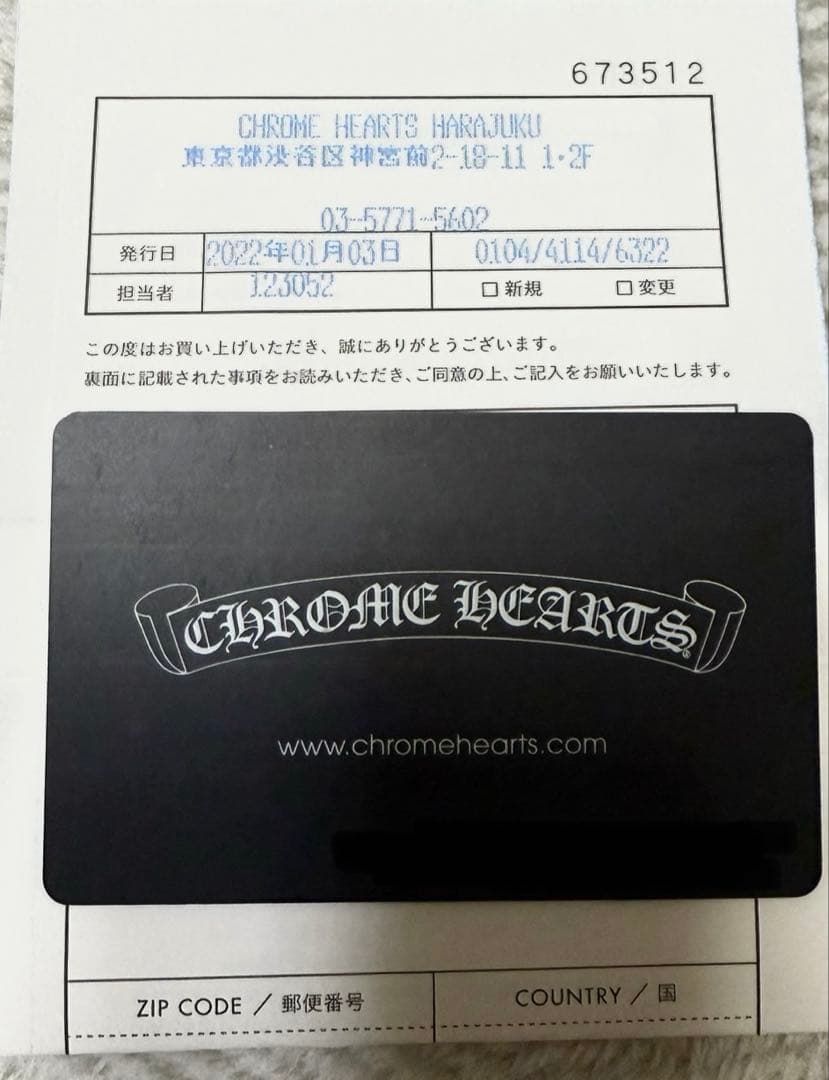 673512
CHROME HEARTS HARAJUKU
東京都渋谷区神宮前2-18-11 1・2F
03-5771-5602
発行日 2022年01月03日 0104/4114/6322
担当者 123052 □ 新規 □ 変更
この度はお買い上げいただき、誠にありがとうございます。
裏面に記載された事項をお読みいただき、ご同意の上、ご記入をお願いいたします。
CHROME HEARTS®
www.chromehearts.com
ZIP CODE / 郵便番号 COUNTRY / 国